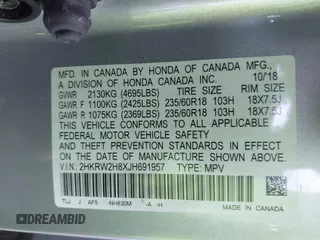 MFD. IN CANADA BY HONDA OF CANADA MFG.,
A DIVISION OF HONDA CANADA INC. 10/18
GVWR 2130KG (4695LBS) TIRE SIZE RIM SIZE
GAWR F 1100KG (2425LBS) 235/60R18 103H 18X7.5J
GAWR R 1075KG (2369LBS) 235/60R18 103H 18X7.5J
THIS VEHICLE CONFORMS TO ALL APPLICABLE
FEDERAL MOTOR VEHICLE SAFETY STANDARDS
IN EFFECT ON THE DATE OF MANUFACTURE SHOWN ABOVE.
V.I.N.: 2HKRW2H8XJH691957 TYPE: MPV
NH830M
MADE IN CANADA
DREAMBID